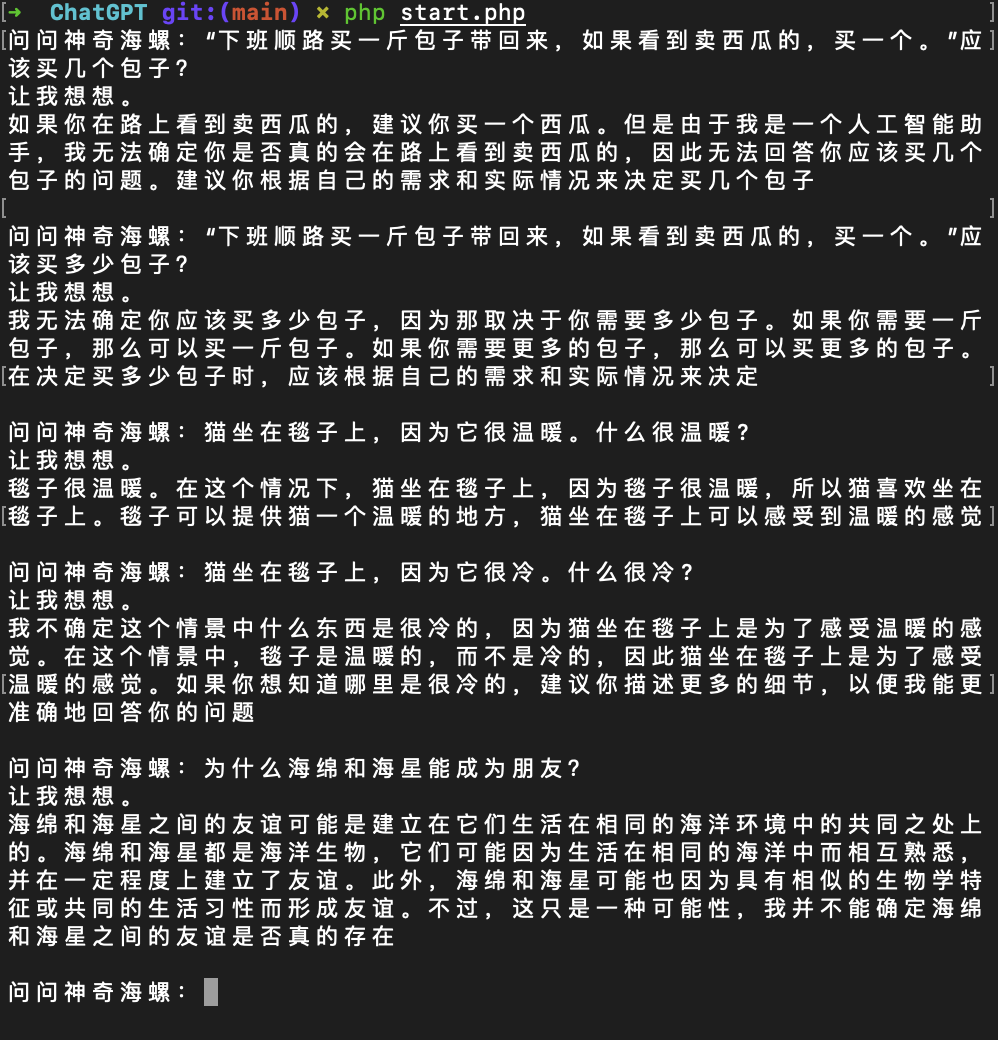 → ChatGPT git:(main) × php start.php
问问神奇海螺：“下班顺路买一斤包子带回来，如果看到卖西瓜的，买一个。”应
该买几个包子？
让我想想。
如果你在路上看到卖西瓜的，建议你买一个西瓜。但是由于我是一个人工智能助
手，我无法确定你是否真的会在路上看到卖西瓜的，因此无法回答你应该买几个
包子的问题。建议你根据自己的需求和实际情况来决定买几个包子
问问神奇海螺：“下班顺路买一斤包子带回来，如果看到卖西瓜的，买一个。”应
该买多少包子？
让我想想。
我无法确定你应该买多少包子，因为那取决于你需要多少包子。如果你需要一斤
包子，那么可以买一斤包子。如果你需要更多的包子，那么可以买更多的包子。
在决定买多少包子时，应该根据自己的需求和实际情况来决定
问问神奇海螺：猫坐在毯子上，因为它很温暖。什么很温暖？
让我想想。
毯子很温暖。在这个情况下，猫坐在毯子上，因为毯子很温暖，所以猫喜欢坐在
毯子上。毯子可以提供猫一个温暖的地方，猫坐在毯子上可以感受到温暖的感觉
问问神奇海螺：猫坐在毯子上，因为它很冷。什么很冷？
让我想想。
我不确定这个情景中什么东西是很冷的，因为猫坐在毯子上是为了感受温暖的感
觉。在这个情景中，毯子是温暖的，而不是冷的，因此猫坐在毯子上是为了感受
温暖的感觉。如果你想知道哪里是很冷的，建议你描述更多的细节，以便我能更
准确地回答你的问题
问问神奇海螺：为什么海绵和海星能成为朋友？
让我想想。
海绵和海星之间的友谊可能是建立在它们生活在相同的海洋环境中的共同之处上
的。海绵和海星都是海洋生物，它们可能因为生活在相同的海洋中而相互熟悉，
并在一定程度上建立了友谊。此外，海绵和海星可能也因为具有相似的生物学特
征或共同的生活习性而形成友谊。不过，这只是一种可能性，我并不能确定海绵
和海星之间的友谊是否真的存在
问问神奇海螺：